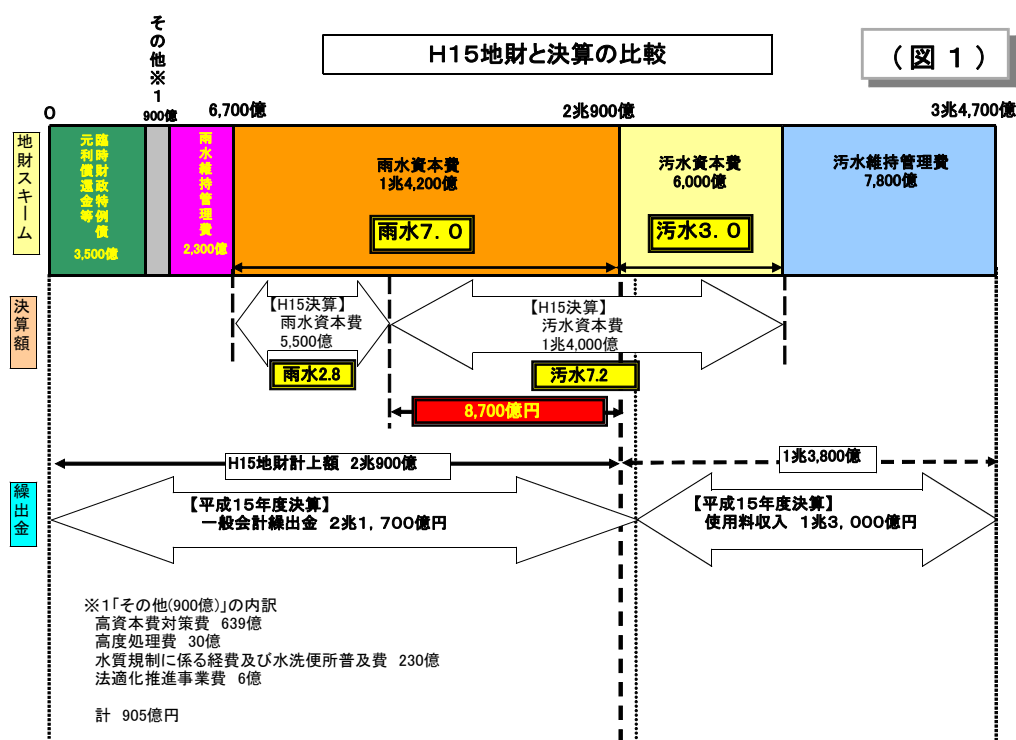 H15地財と決算の比較
（図１）
その他※１
900億
0
6,700億
2兆900億
3兆4,700億
地財スキーム
臨時財政特例債
元利償還金等
3,500億
雨水維持管理費
2,300億
雨水資本費
1兆4,200億
雨水7.0
汚水資本費
6,000億
汚水3.0
汚水維持管理費
7,800億
決算額
【H15決算】
雨水資本費
5,500億
雨水2.8
【H15決算】
汚水資本費
1兆4,000億
汚水7.2
8,700億円
H15地財計上額 2兆900億
1兆3,800億
繰出金
【平成15年度決算】
一般会計繰出金 2兆1,700億円
【平成15年度決算】
使用料収入 1兆3,000億円
※１「その他(900億)」の内訳
高資本費対策費 639億
高度処理費 30億
水質規制に係る経費及び水洗便所普及費 230億
法適化推進事業費 6億
計 905億円